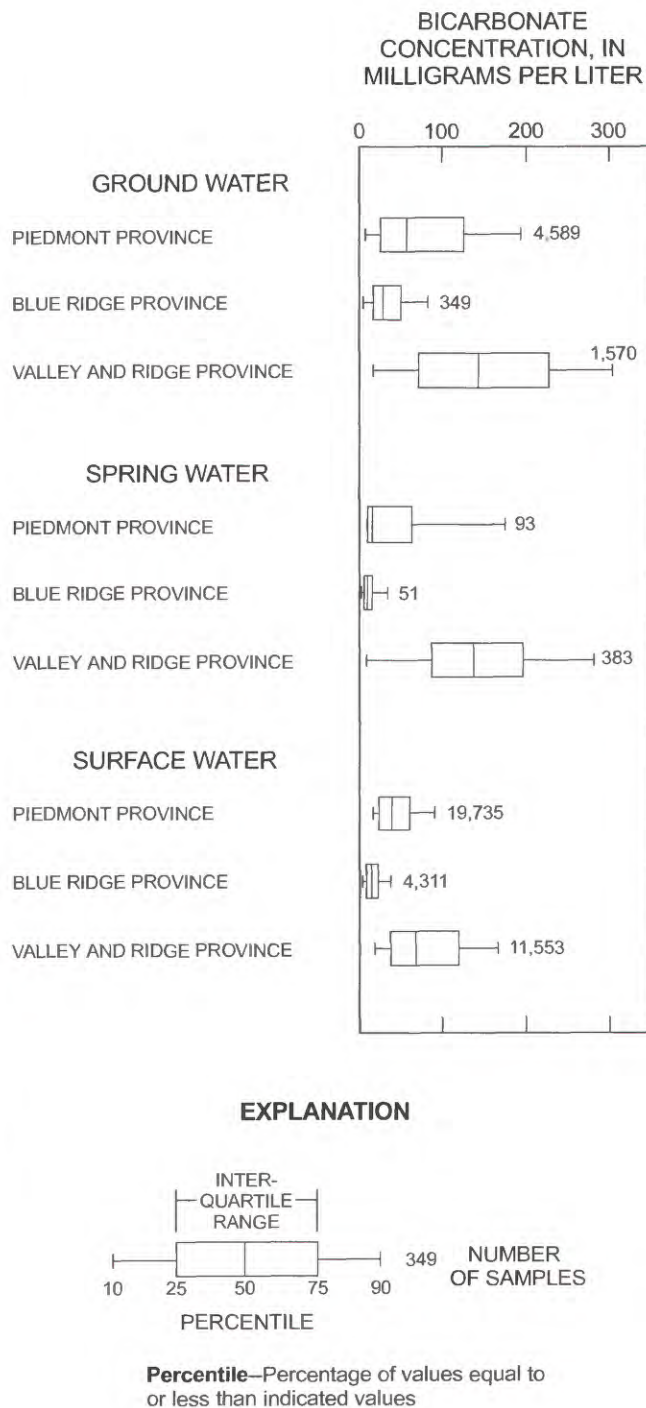 BICARBONATE
CONCENTRATION, IN
MILLIGRAMS PER LITER
0 100 200 300
GROUND WATER
PIEDMONT PROVINCE 4,589
BLUE RIDGE PROVINCE 349
VALLEY AND RIDGE PROVINCE 1,570
SPRING WATER
PIEDMONT PROVINCE 93
BLUE RIDGE PROVINCE 51
VALLEY AND RIDGE PROVINCE 383
SURFACE WATER
PIEDMONT PROVINCE 19,735
BLUE RIDGE PROVINCE 4,311
VALLEY AND RIDGE PROVINCE 11,553
EXPLANATION
INTER-
QUARTILE
RANGE
349 NUMBER
OF SAMPLES
10 25 50 75 90
PERCENTILE
Percentile--Percentage of values equal to
or less than indicated values